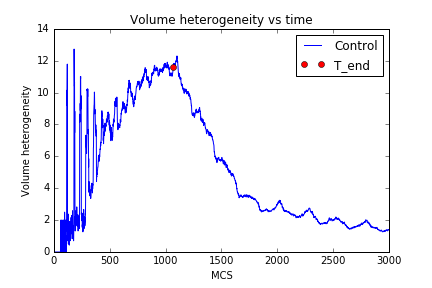 Volume heterogeneity vs time
Control
T_end
Volume heterogeneity
14
12
10
8
6
4
2
0
0 500 1000 1500 2000 2500 3000
MCS